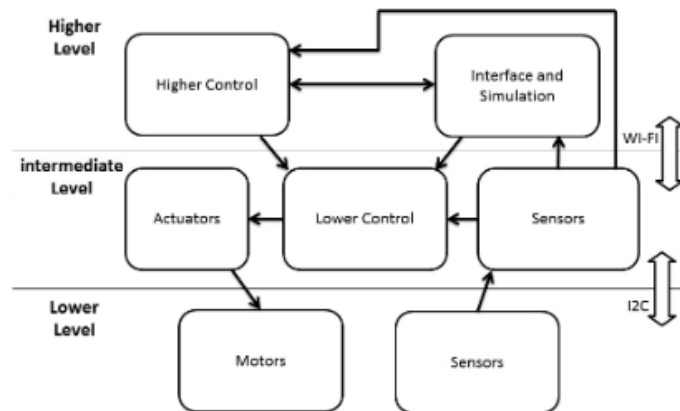 Higher
Level
Higher Control
Interface and
Simulation
WI-FI
intermediate
Level
Actuators
Lower Control
Sensors
I2C
Lower
Level
Motors
Sensors